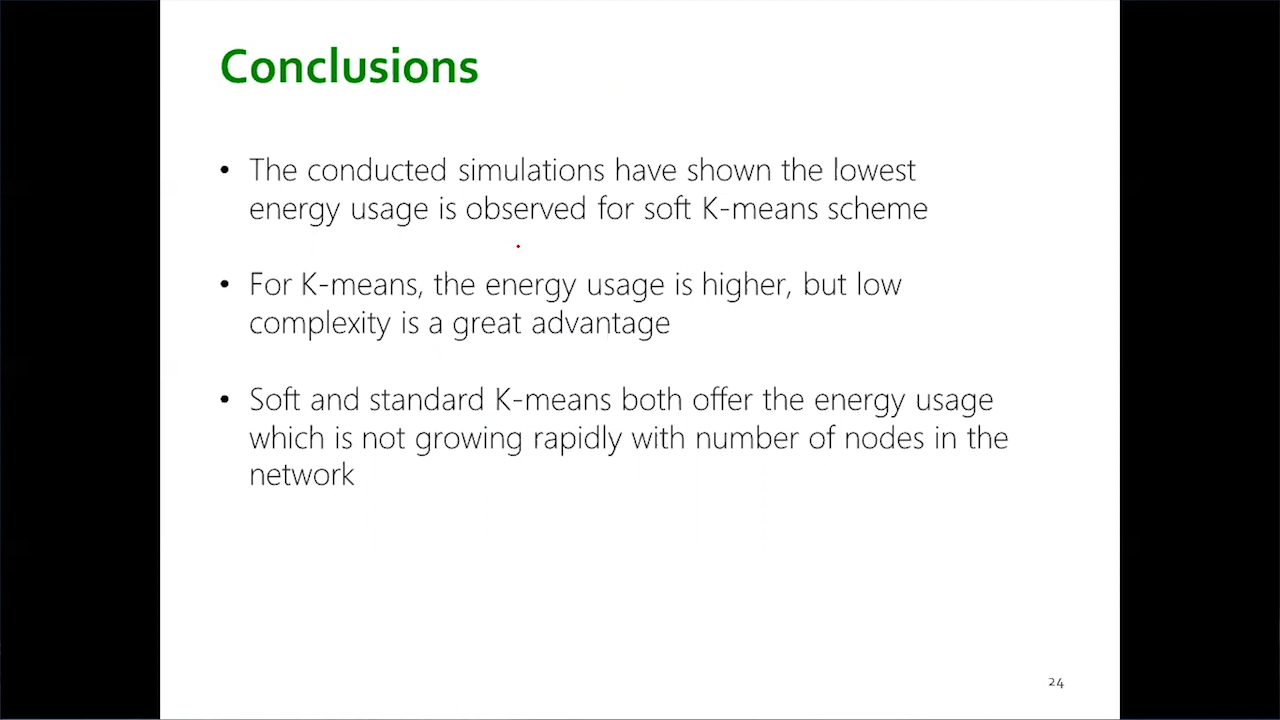 Conclusions
• The conducted simulations have shown the lowest
energy usage is observed for soft K-means scheme
• For K-means, the energy usage is higher, but low
complexity is a great advantage
• Soft and standard K-means both offer the energy usage
which is not growing rapidly with number of nodes in the
network
24